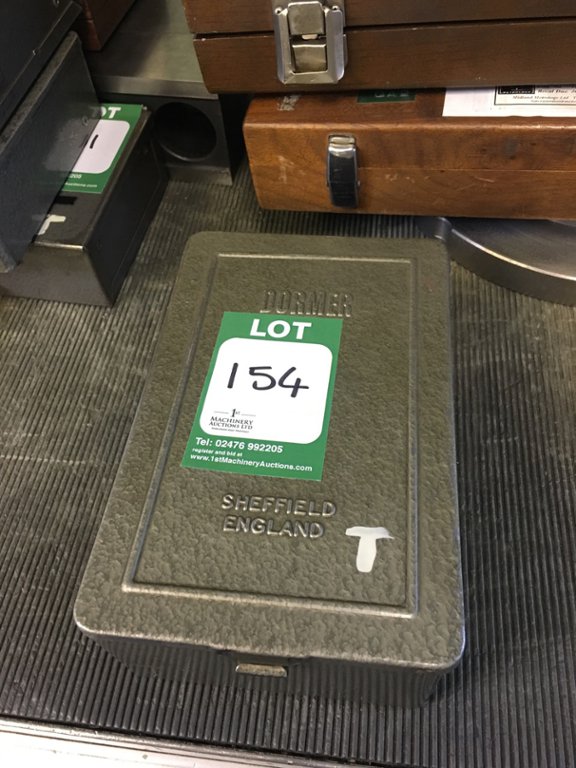 DORMER
LOT
154
1st
MACHINERY
AUCTIONS LTD
Tel: 02476 992205
register and bid at
www.1stMachineryAuctions.com
SHEFFIELD
ENGLAND
T
LOT
1